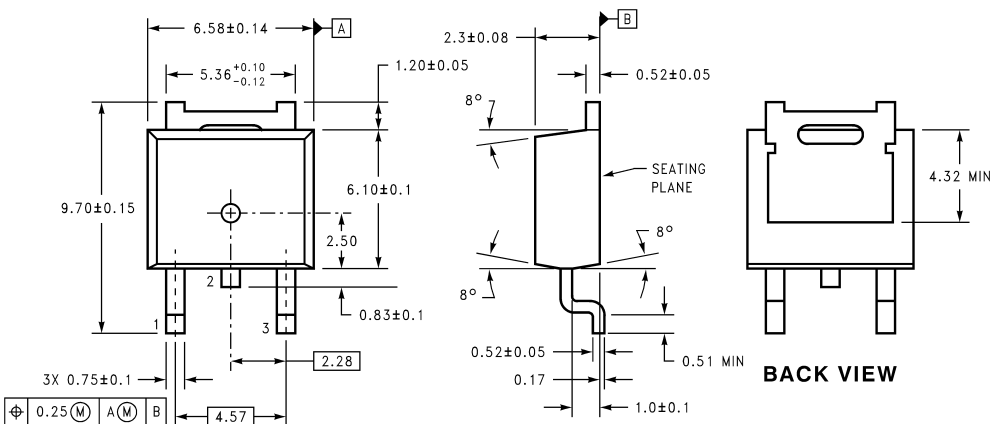 6.58±0.14
A
5.36 +0.10 -0.12
1.20±0.05
9.70±0.15
6.10±0.1
2.50
2
1
3
0.83±0.1
2.28
3X 0.75±0.1
⌖ 0.25 Ⓜ A Ⓜ B
4.57
B
2.3±0.08
0.52±0.05
8°
SEATING
PLANE
8°
8°
0.52±0.05
0.17
0.51 MIN
1.0±0.1
4.32 MIN
BACK VIEW